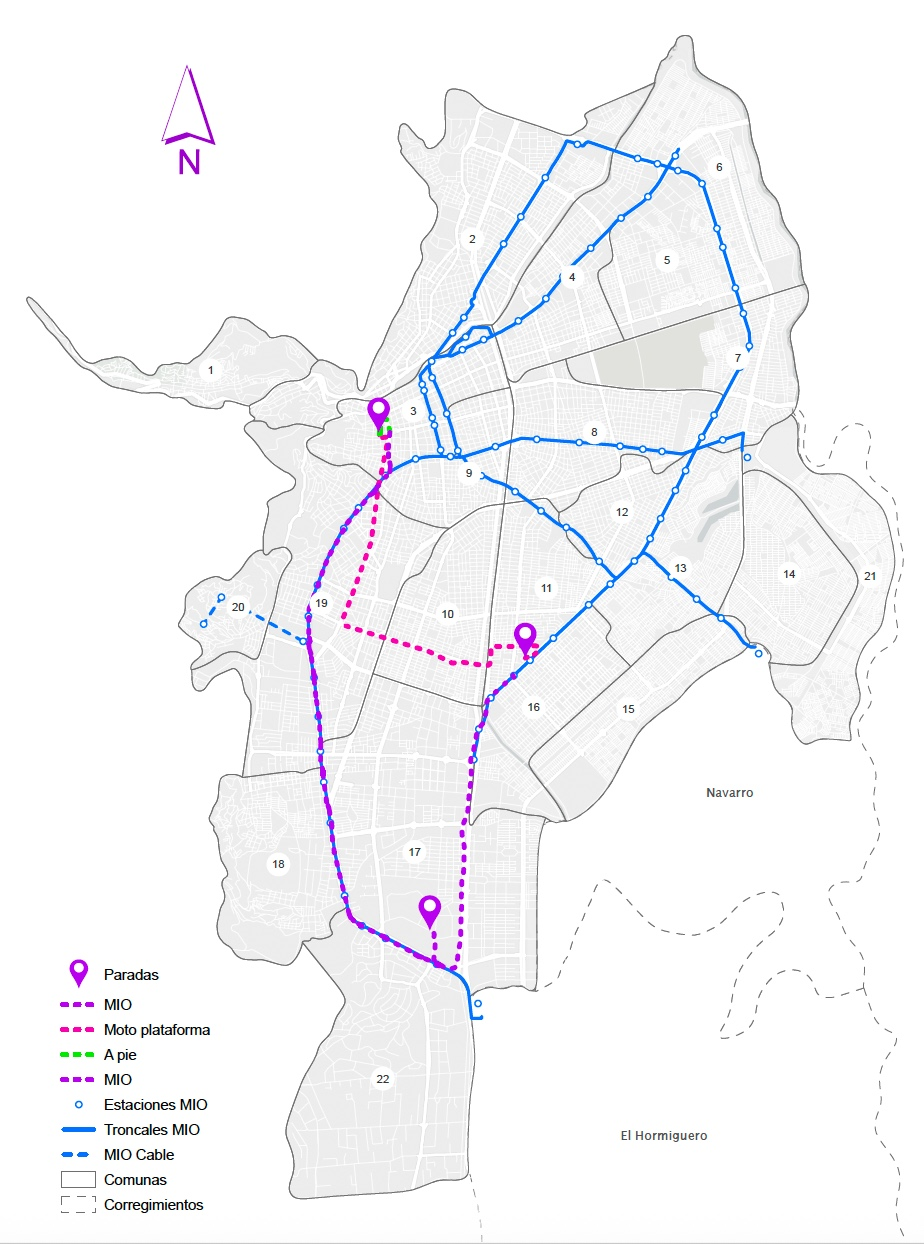 N
6
2
5
4
7
1
3
8
9
12
13
14
21
11
20
19
10
16
15
Navarro
17
18
Paradas
MIO
Moto plataforma
A pie
MIO
Estaciones MIO
22
Troncales MIO
El Hormiguero
MIO Cable
Comunas
Corregimientos